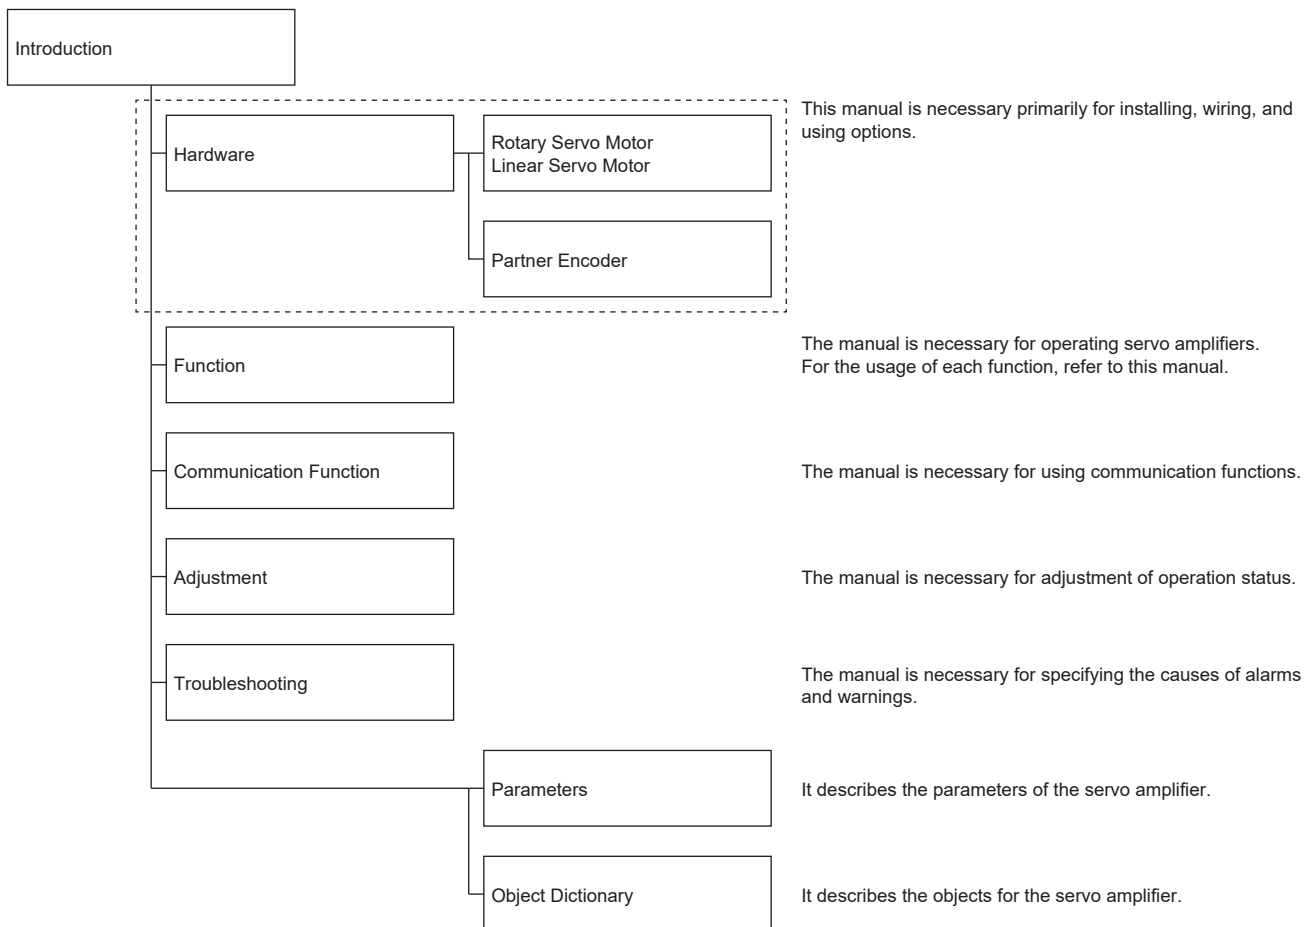 Introduction
Hardware
Rotary Servo Motor
Linear Servo Motor
This manual is necessary primarily for installing, wiring, and
using options.
Partner Encoder
Function
The manual is necessary for operating servo amplifiers.
For the usage of each function, refer to this manual.
Communication Function
The manual is necessary for using communication functions.
Adjustment
The manual is necessary for adjustment of operation status.
Troubleshooting
The manual is necessary for specifying the causes of alarms
and warnings.
Parameters
It describes the parameters of the servo amplifier.
Object Dictionary
It describes the objects for the servo amplifier.